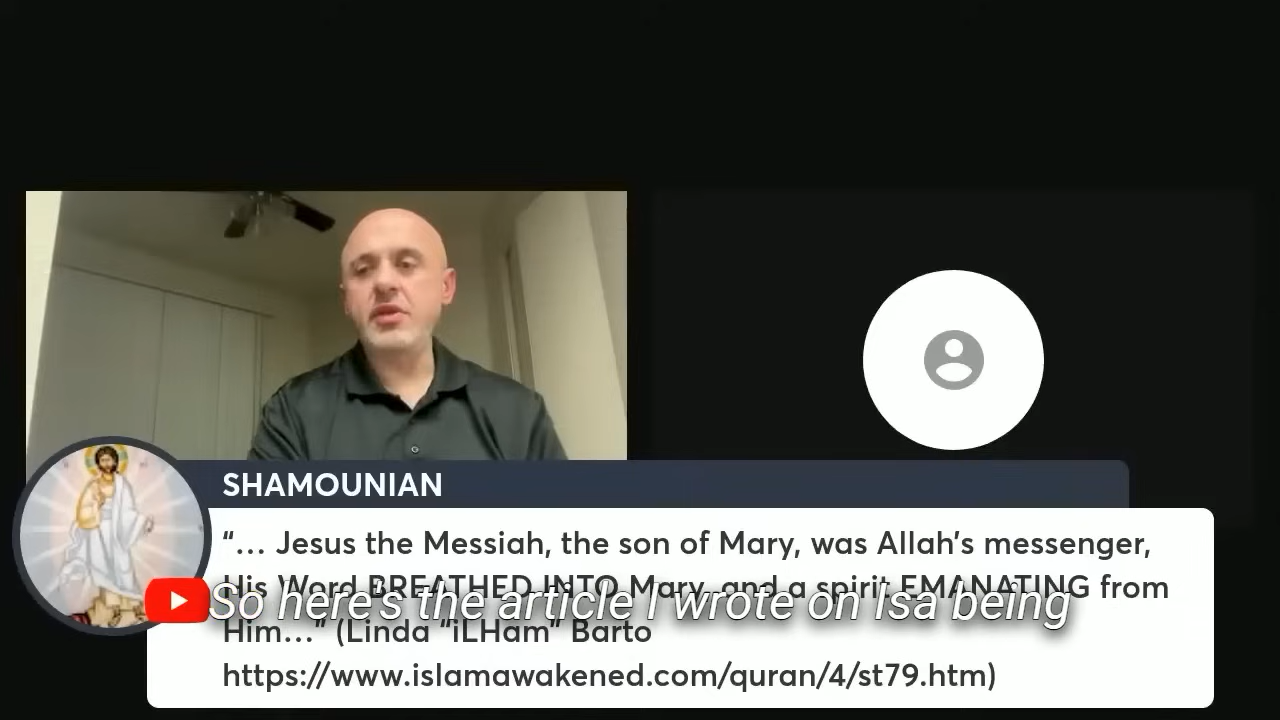 SHAMOUNIAN
“... Jesus the Messiah, the son of Mary, was Allah’s messenger,
His Word BREATHED INTO Mary, and a spirit EMANATING from
So here's the article I wrote on Isa being
Him...” (Linda “iLHam” Barto
https://www.islamawakened.com/quran/4/st79.htm)